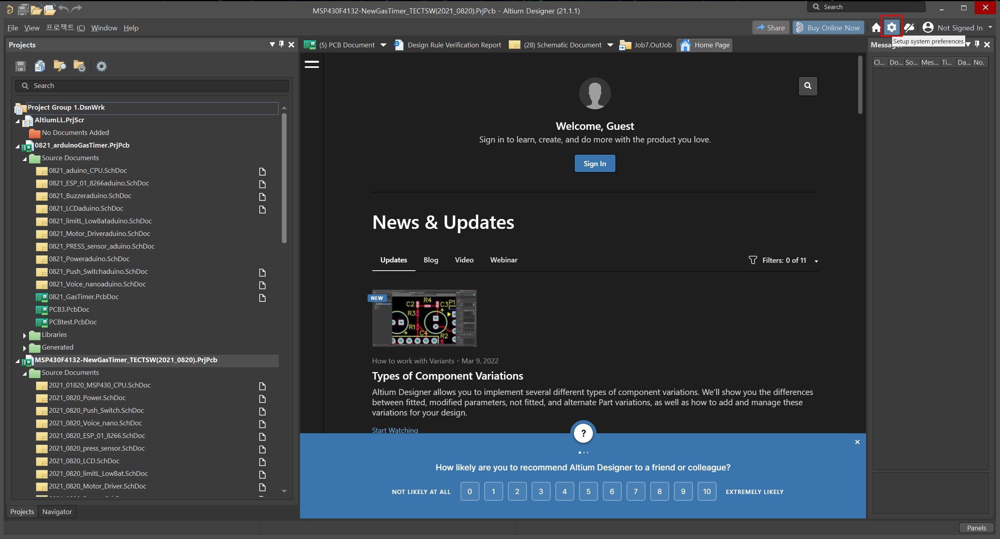 MSP430F4132-NewGasTimer_TECTSW(2021_0820).PrjPcb - Altium Designer (21.1.1)
Search
File View 프로젝트 (C) Window Help
Share
Buy Online Now
Not Signed In
Setup system preferences
Projects
(5) PCB Document
Design Rule Verification Report
(28) Schematic Document
Job7.OutJob
Home Page
Cl... Do... So... Mes... Ti... Da... No.
Search
Project Group 1.DsnWrk
AltiumLL.PrjScr
No Documents Added
0821_arduinoGasTimer.PrjPcb
Source Documents
0821_aduino_CPU.SchDoc
0821_ESP_01_8266aduino.SchDoc
0821_Buzzeraduino.SchDoc
0821_LCDaduino.SchDoc
0821_limitL_LowBataduino.SchDoc
0821_Motor_Driveraduino.SchDoc
0821_PRESS_sensor_aduino.SchDoc
0821_Poweraduino.SchDoc
0821_Push_Switchaduino.SchDoc
0821_Voice_nanoaduino.SchDoc
0821_GasTimer.PcbDoc
PCB3.PcbDoc
PCBtest.PcbDoc
Libraries
Generated
MSP430F4132-NewGasTimer_TECTSW(2021_0820).PrjPcb
Source Documents
2021_01820_MSP430_CPU.SchDoc
2021_0820_Power.SchDoc
2021_0820_Push_Switch.SchDoc
2021_0820_Voice_nano.SchDoc
2021_0820_ESP_01_8266.SchDoc
2021_0820_press_sensor.SchDoc
2021_0820_LCD.SchDoc
2021_0820_limitL_LowBat.SchDoc
2021_0820_Motor_Driver.SchDoc
Projects
Navigator
Welcome, Guest
Sign in to learn, create, and do more with the product you love.
Sign In
News & Updates
Updates Blog Video Webinar
Filters: 0 of 11
NEW
C2 R4 C3 P1
R3
R1 C4 R2
How to work with Variants • Mar 9, 2022
Types of Component Variations
Altium Designer allows you to implement several different types of component variations. We'll show you the differences
between fitted, modified parameters, not fitted, and alternate Part variations, as well as how to add and manage these
variations for your design.
Start Watching
?
How likely are you to recommend Altium Designer to a friend or colleague?
NOT LIKELY AT ALL 0 1 2 3 4 5 6 7 8 9 10 EXTREMELY LIKELY
Panels